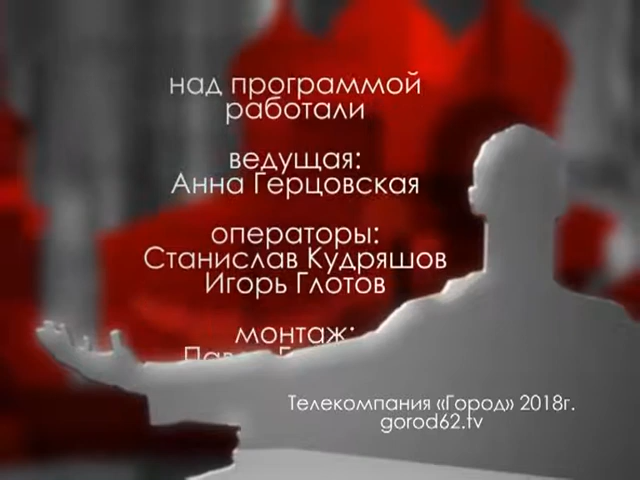 над программой
работали
ведущая:
Анна Герцовская
операторы:
Станислав Кудряшов
Игорь Глотов
монтаж:
Телекомпания «Город» 2018г.
gorod62.tv